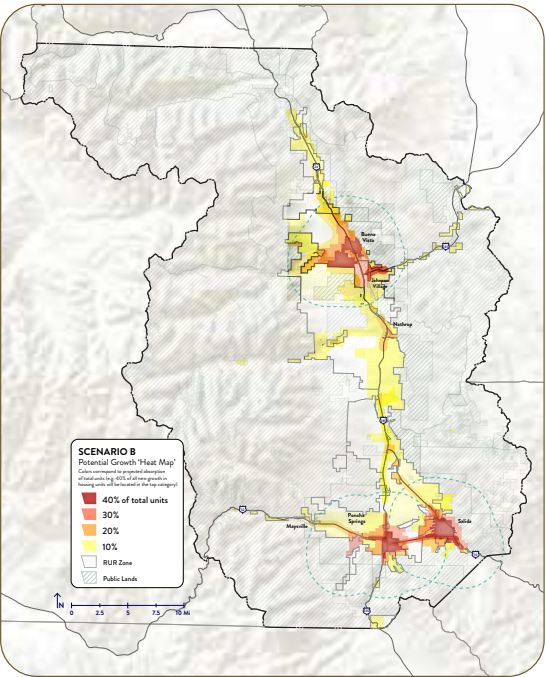 Buena
Vista
Johnson
Village
Nathrop
SCENARIO B
Potential Growth 'Heat Map'
Colors correspond to projected absorption
of total units (e.g. 40% of all new growth in
housing units will be located in the top category)
40% of total units
30%
20%
10%
RUR Zone
Public Lands
Poncha
Springs
Maysville
Salida
N
0 2.5 5 7.5 10 Mi